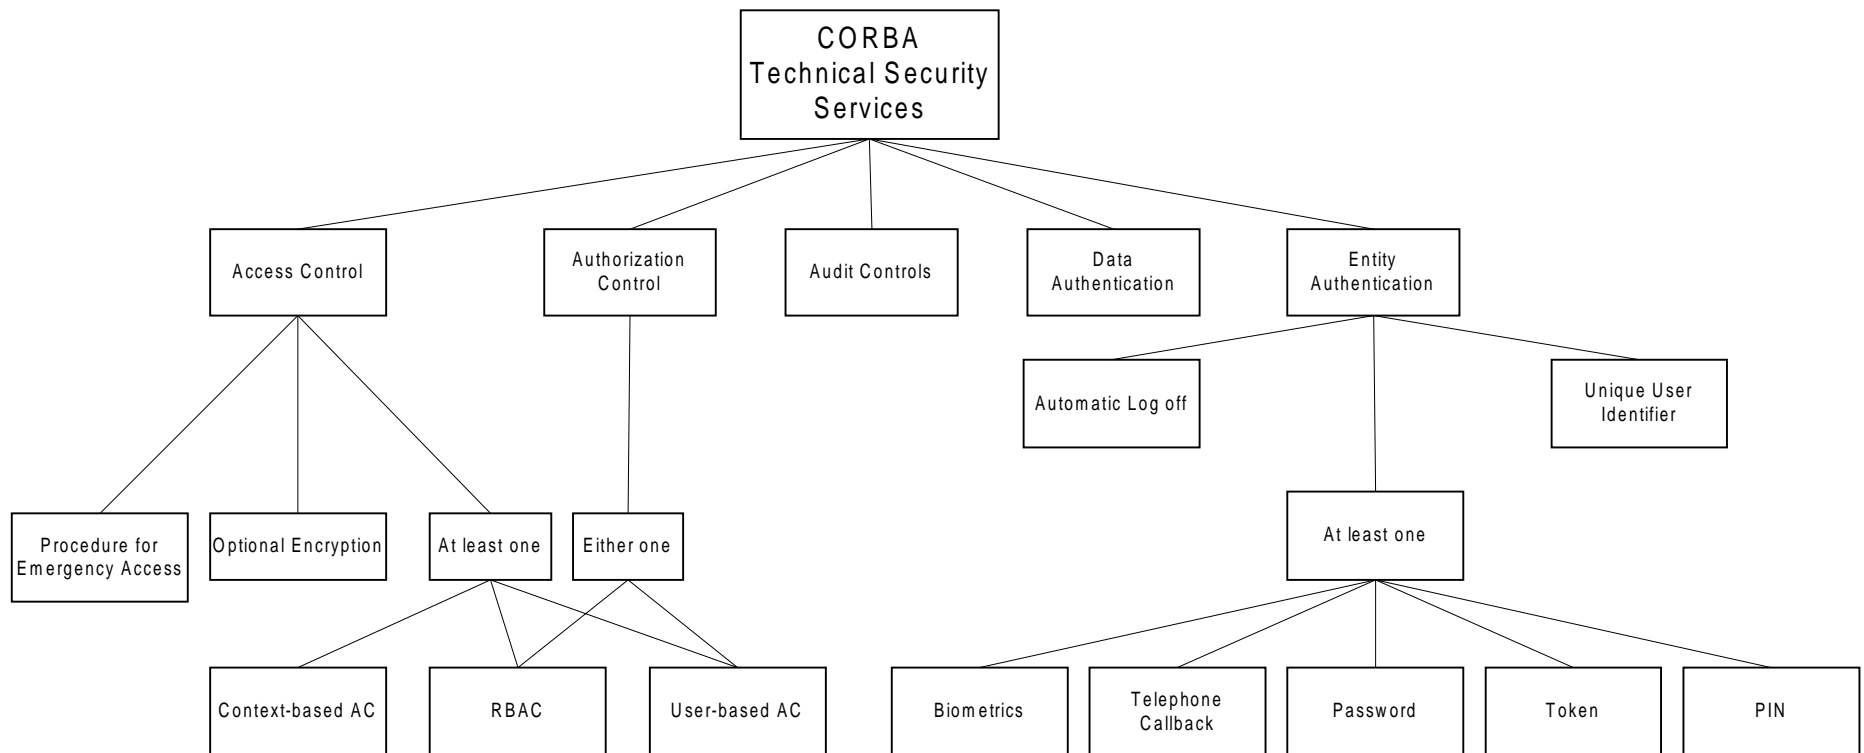 CORBA
Technical Security
Services
Access Control
Authorization
Control
Audit Controls
Data
Authentication
Entity
Authentication
Automatic Log off
Unique User
Identifier
Procedure for
Emergency Access
Optional Encryption
At least one
Either one
At least one
Context-based AC
RBAC
User-based AC
Biometrics
Telephone
Callback
Password
Token
PIN